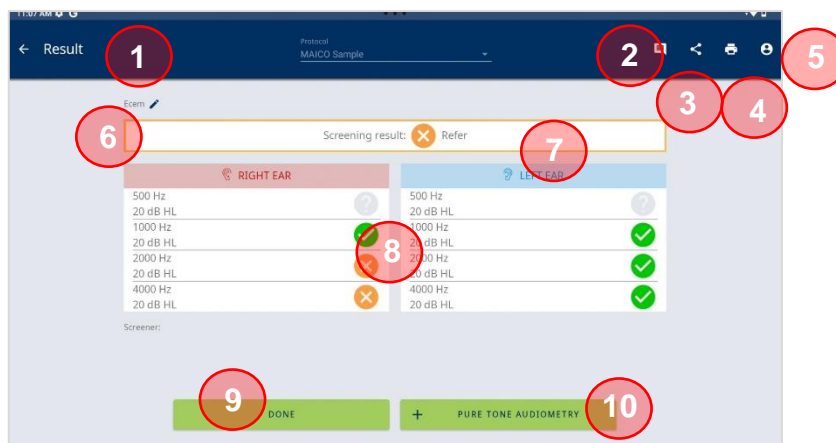 11:07 AM G
← Result
1
Protocol
MAICO Sample
2
3
4
5
Ecem
6
Screening result: Refer
7
RIGHT EAR
LEFT EAR
500 Hz
20 dB HL
500 Hz
20 dB HL
?
?
1000 Hz
20 dB HL
1000 Hz
20 dB HL
8
2000 Hz
20 dB HL
2000 Hz
20 dB HL
4000 Hz
20 dB HL
4000 Hz
20 dB HL
Screener:
9
DONE
+ PURE TONE AUDIOMETRY
10